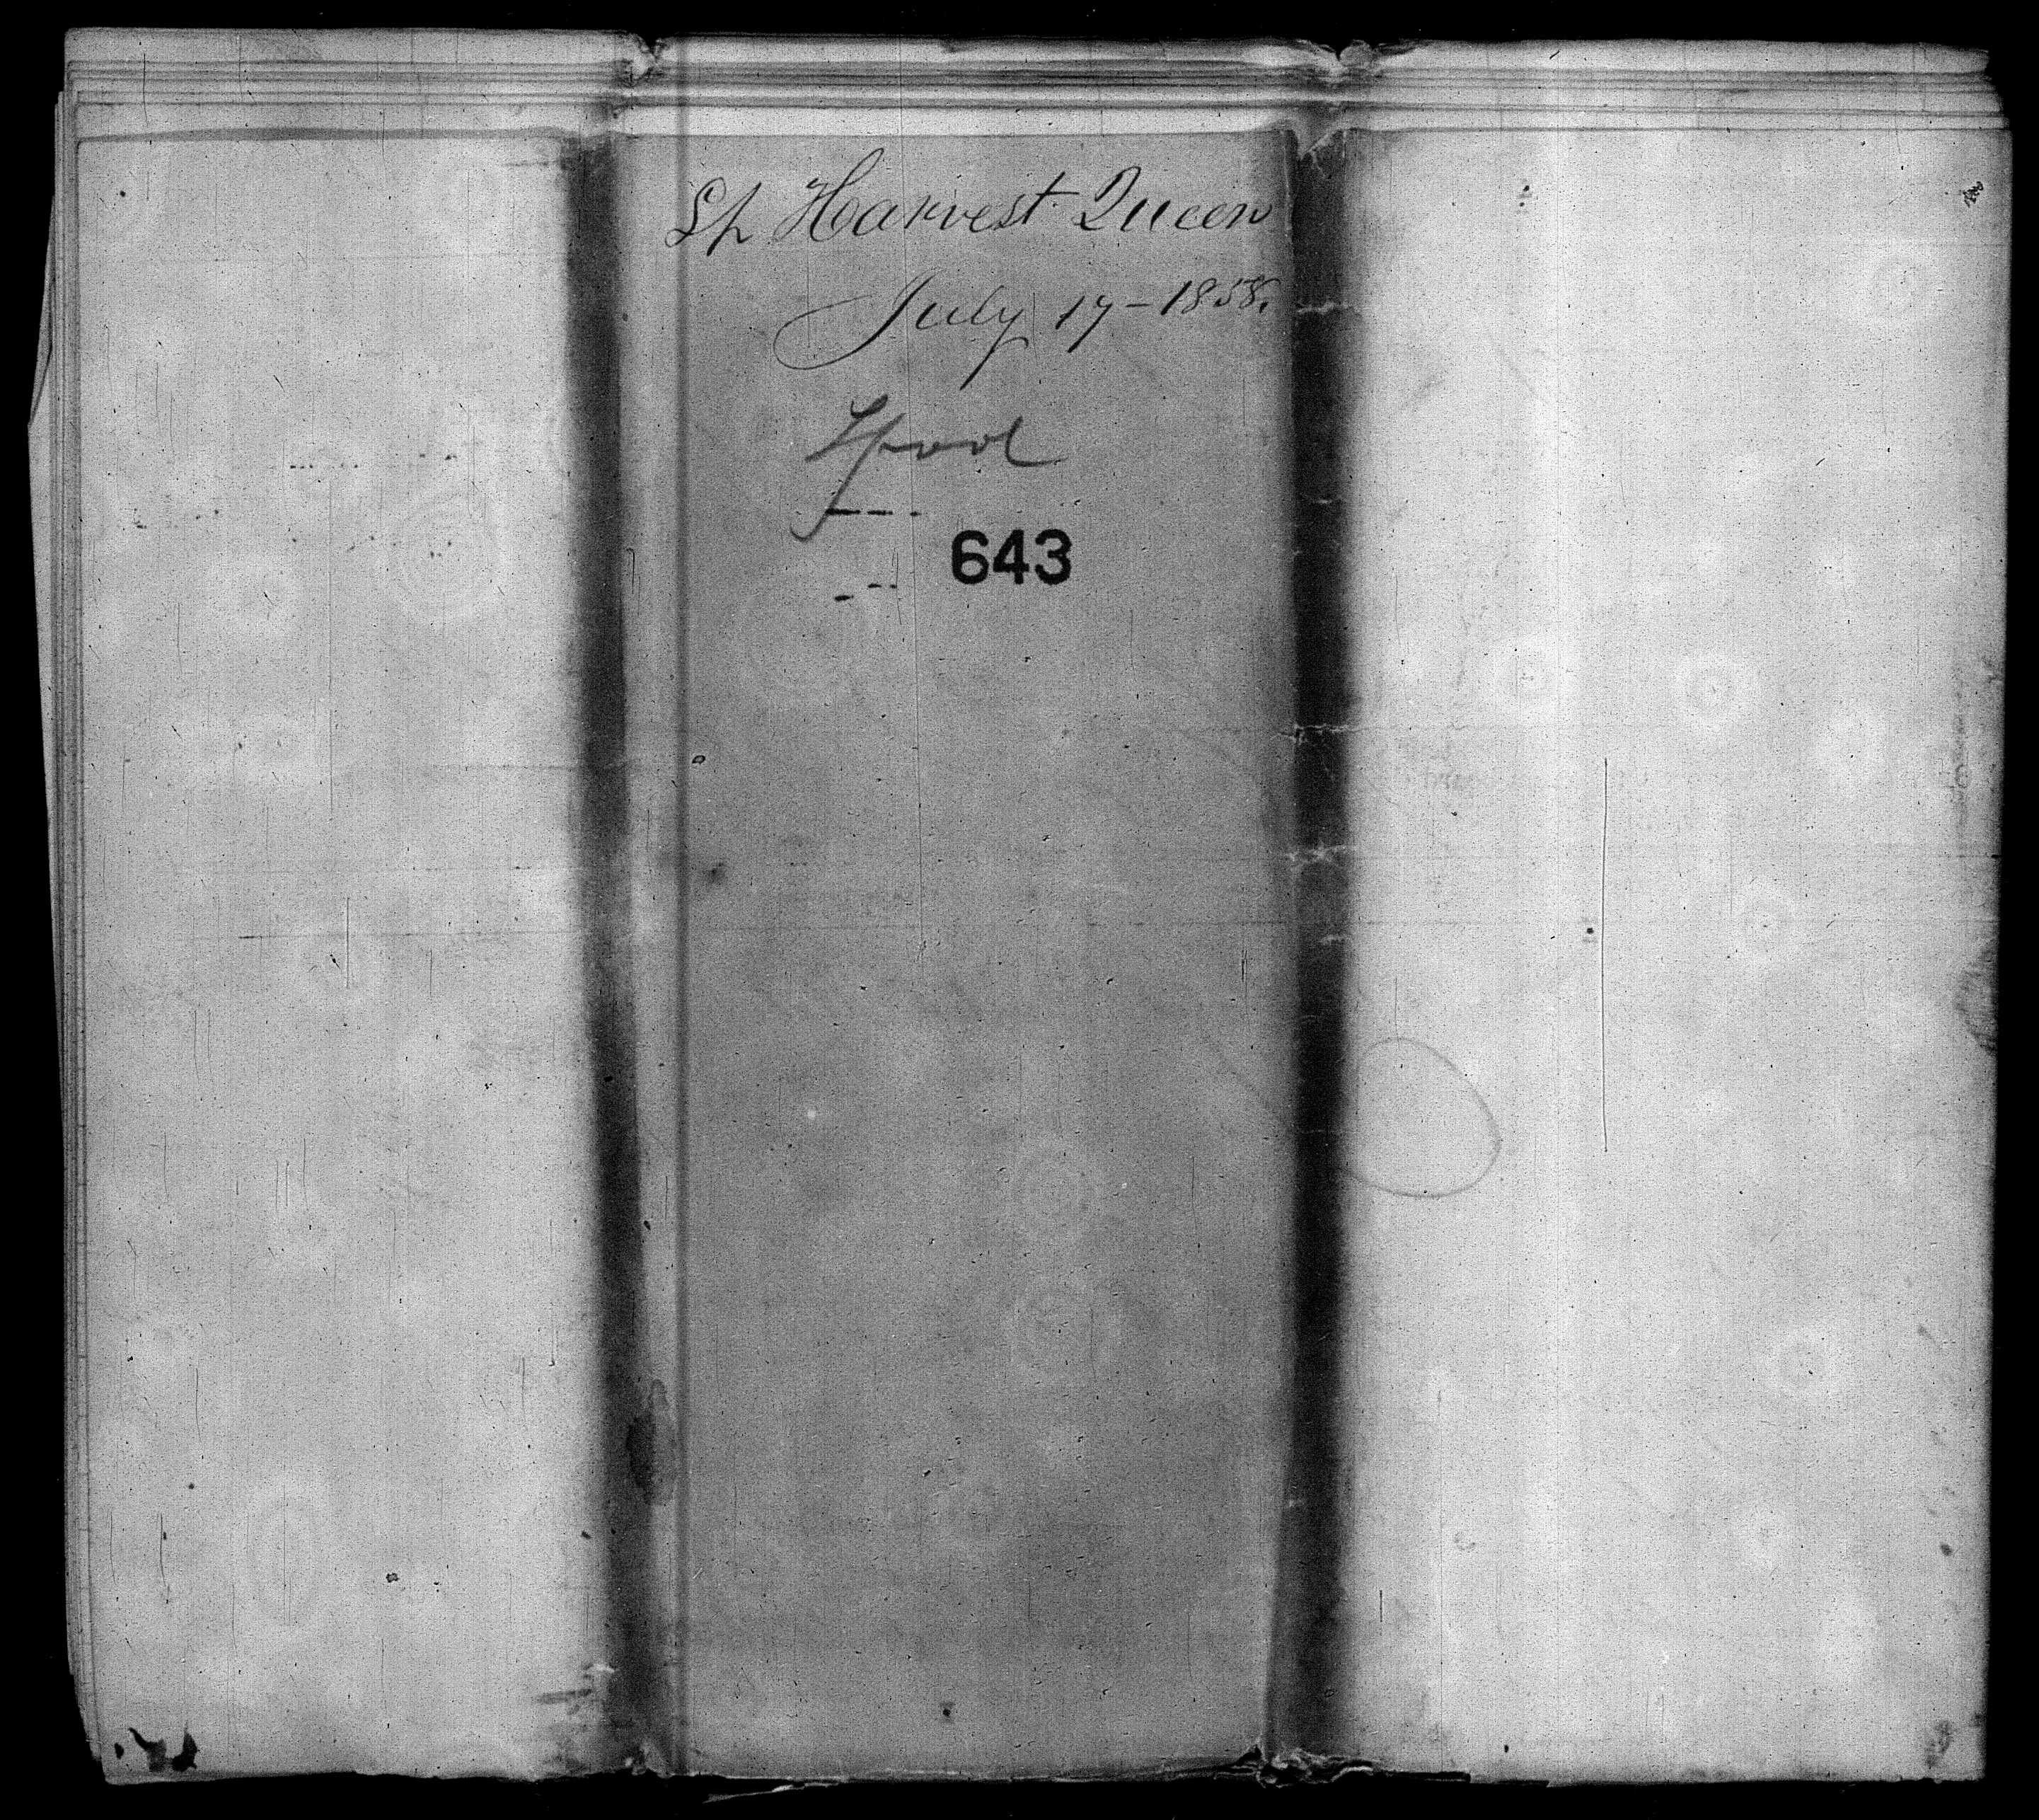 Sh Harvest Queen
July 17-1858.
Lpool
643